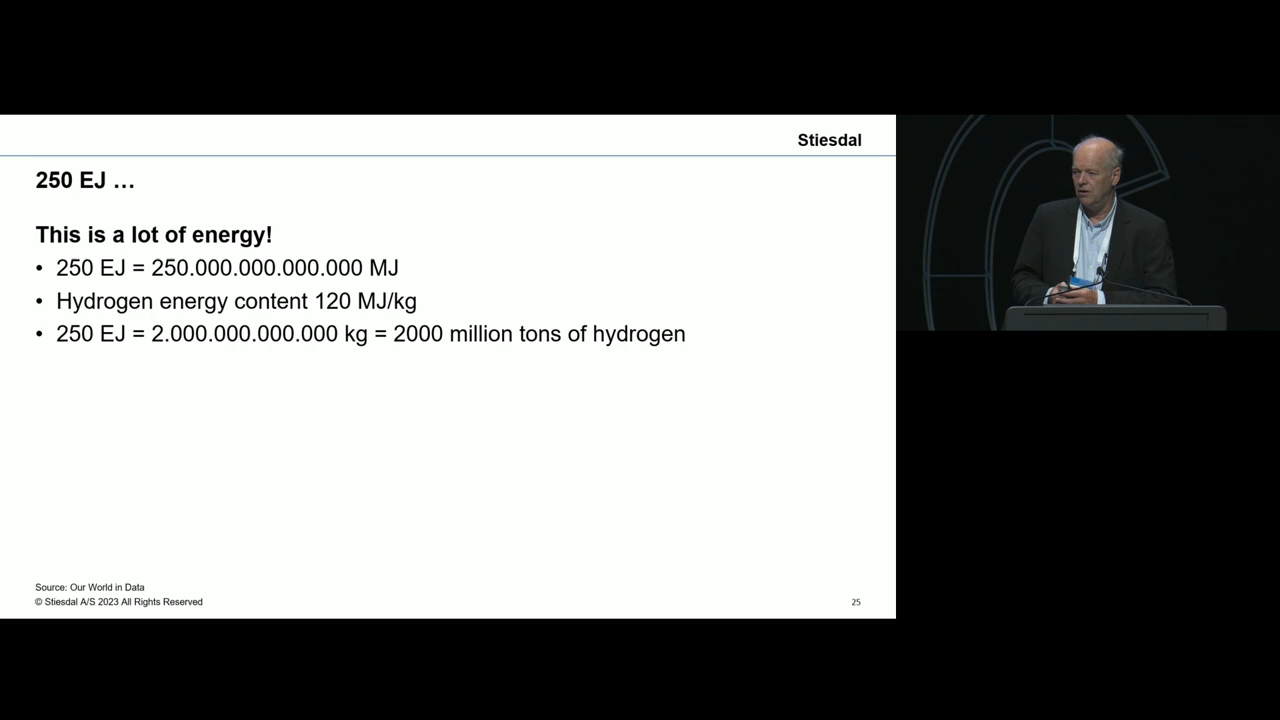 Stiesdal
250 EJ …
This is a lot of energy!
• 250 EJ = 250.000.000.000.000 MJ
• Hydrogen energy content 120 MJ/kg
• 250 EJ = 2.000.000.000.000 kg = 2000 million tons of hydrogen
Source: Our World in Data
© Stiesdal A/S 2023 All Rights Reserved
25